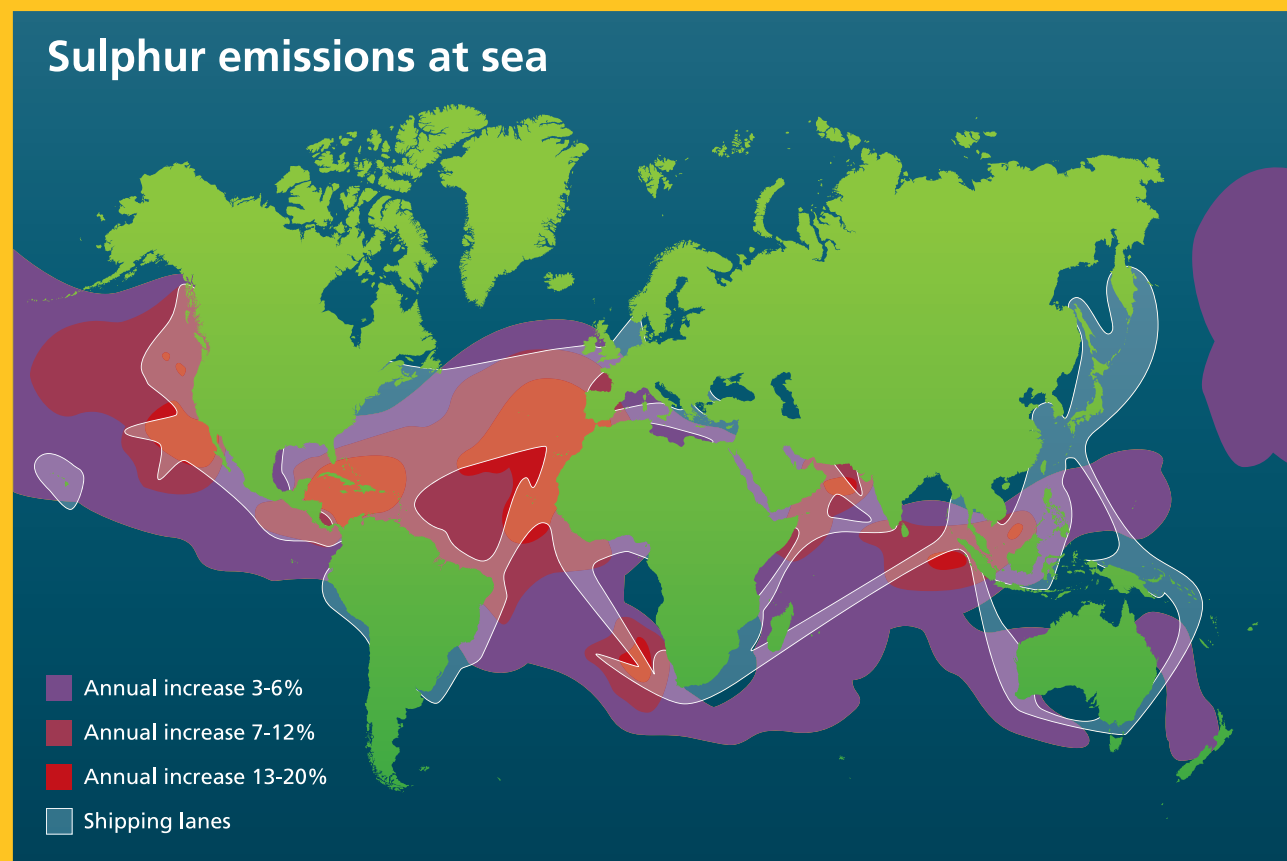 Sulphur emissions at sea
Annual increase 3-6%
Annual increase 7-12%
Annual increase 13-20%
Shipping lanes